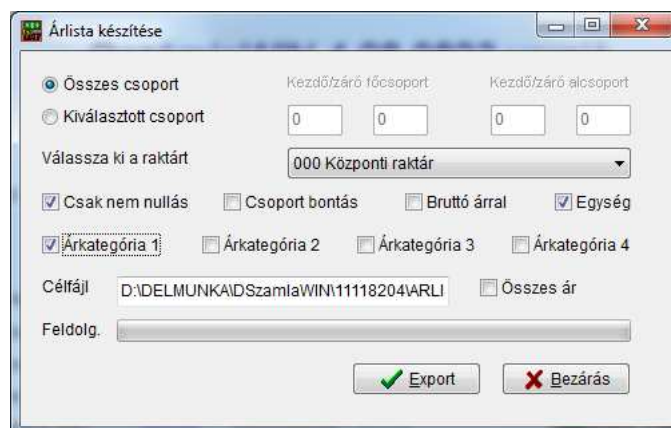 Árlista készítése
Összes csoport Kezdő/záró főcsoport Kezdő/záró alcsoport
Kiválasztott csoport 0 0 0 0
Válassza ki a raktárt 000 Központi raktár
Csak nem nullás Csoport bontás Bruttó árral Egység
Árkategória 1 Árkategória 2 Árkategória 3 Árkategória 4
Célfájl D:\DELMUNKA\DSzamlaWIN\11118204\ARLI Összes ár
Feldolg.
Export Bezárás